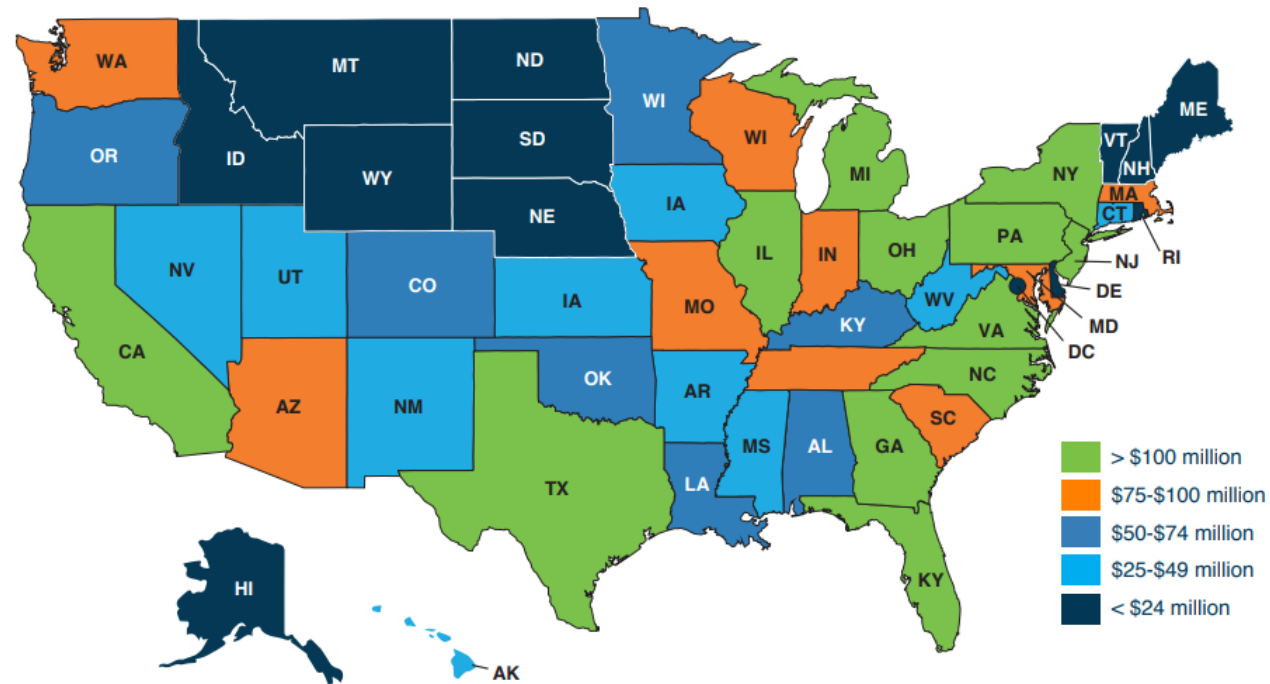 WA
MT
ND
WI
ME
VT
NH
OR
ID
SD
WI
WY
MI
NY
MA
NE
IA
CT
PA
NV
UT
CO
IL
IN
OH
NJ
RI
IA
MO
WV
DE
KY
VA
MD
DC
CA
OK
NC
AZ
NM
AR
SC
MS
AL
GA
LA
TX
KY
HI
AK
> $100 million
$75-$100 million
$50-$74 million
$25-$49 million
< $24 million